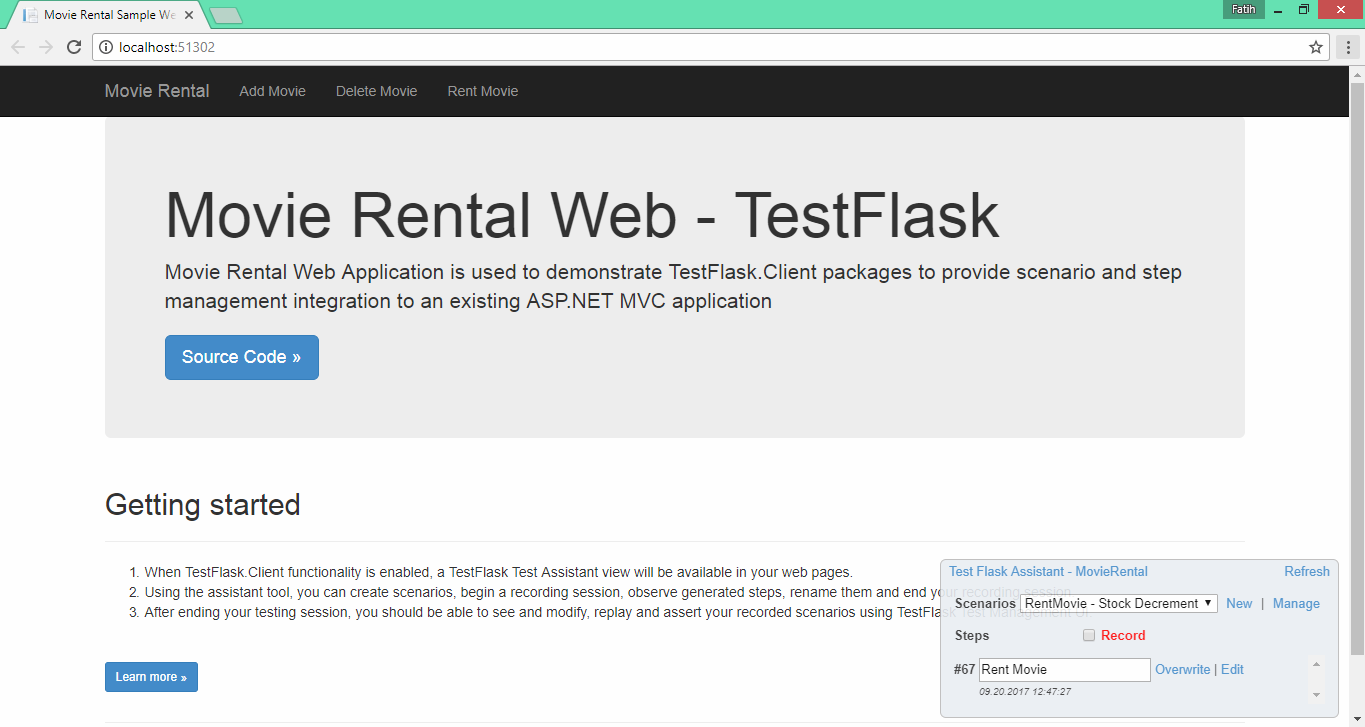 Movie Rental Sample We
Fatih
localhost:51302
Movie Rental Add Movie Delete Movie Rent Movie
Movie Rental Web - TestFlask
Movie Rental Web Application is used to demonstrate TestFlask.Client packages to provide scenario and step
management integration to an existing ASP.NET MVC application
Source Code »
Getting started
1. When TestFlask.Client functionality is enabled, a TestFlask Test Assistant view will be available in your web pages.
2. Using the assistant tool, you can create scenarios, begin a recording session, observe generated steps, rename them and end your recording session.
3. After ending your testing session, you should be able to see and modify, replay and assert your recorded scenarios using TestFlask Test Management UI.
Learn more »
Test Flask Assistant - MovieRental Refresh
Scenarios RentMovie - Stock Decrement New | Manage
Steps Record
#67 Rent Movie Overwrite | Edit
09.20.2017 12:47:27